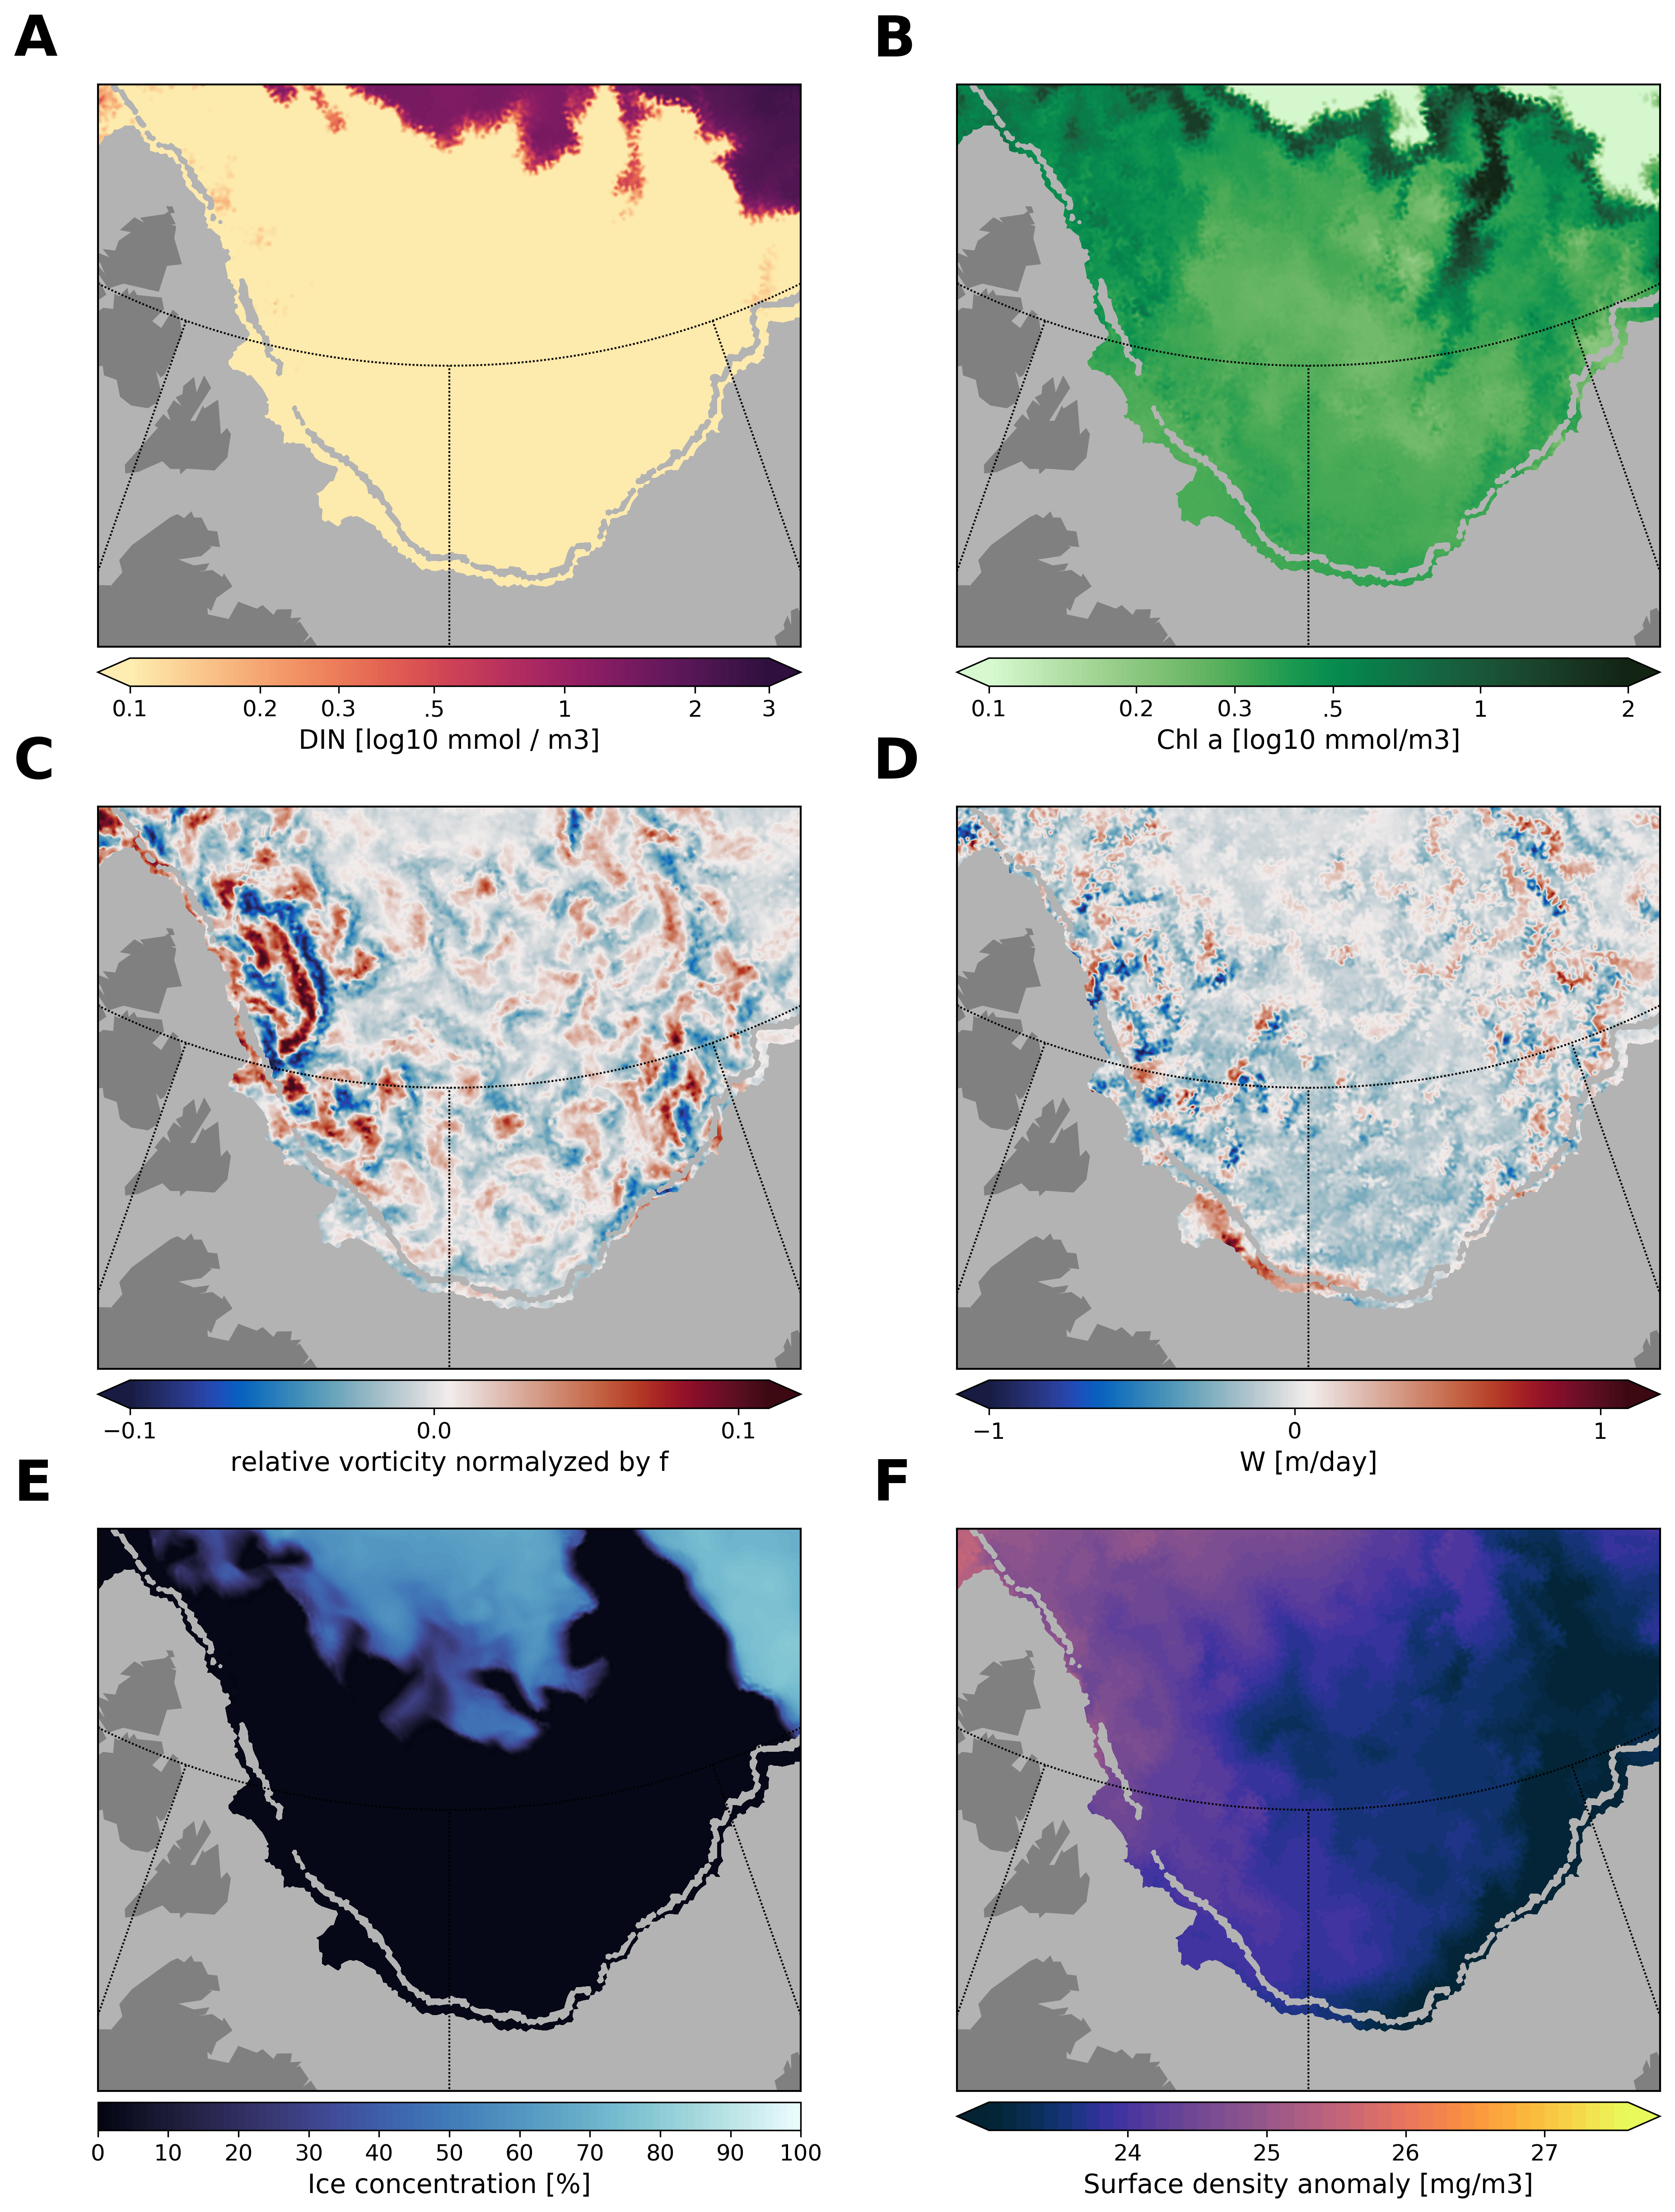 A
B
0.1 0.2 0.3 .5 1 2 3
DIN [log10 mmol / m3]
0.1 0.2 0.3 .5 1 2
Chl a [log10 mmol/m3]
C
D
−0.1 0.0 0.1
relative vorticity normalyzed by f
−1 0 1
W [m/day]
E
F
0 10 20 30 40 50 60 70 80 90 100
Ice concentration [%]
24 25 26 27
Surface density anomaly [mg/m3]